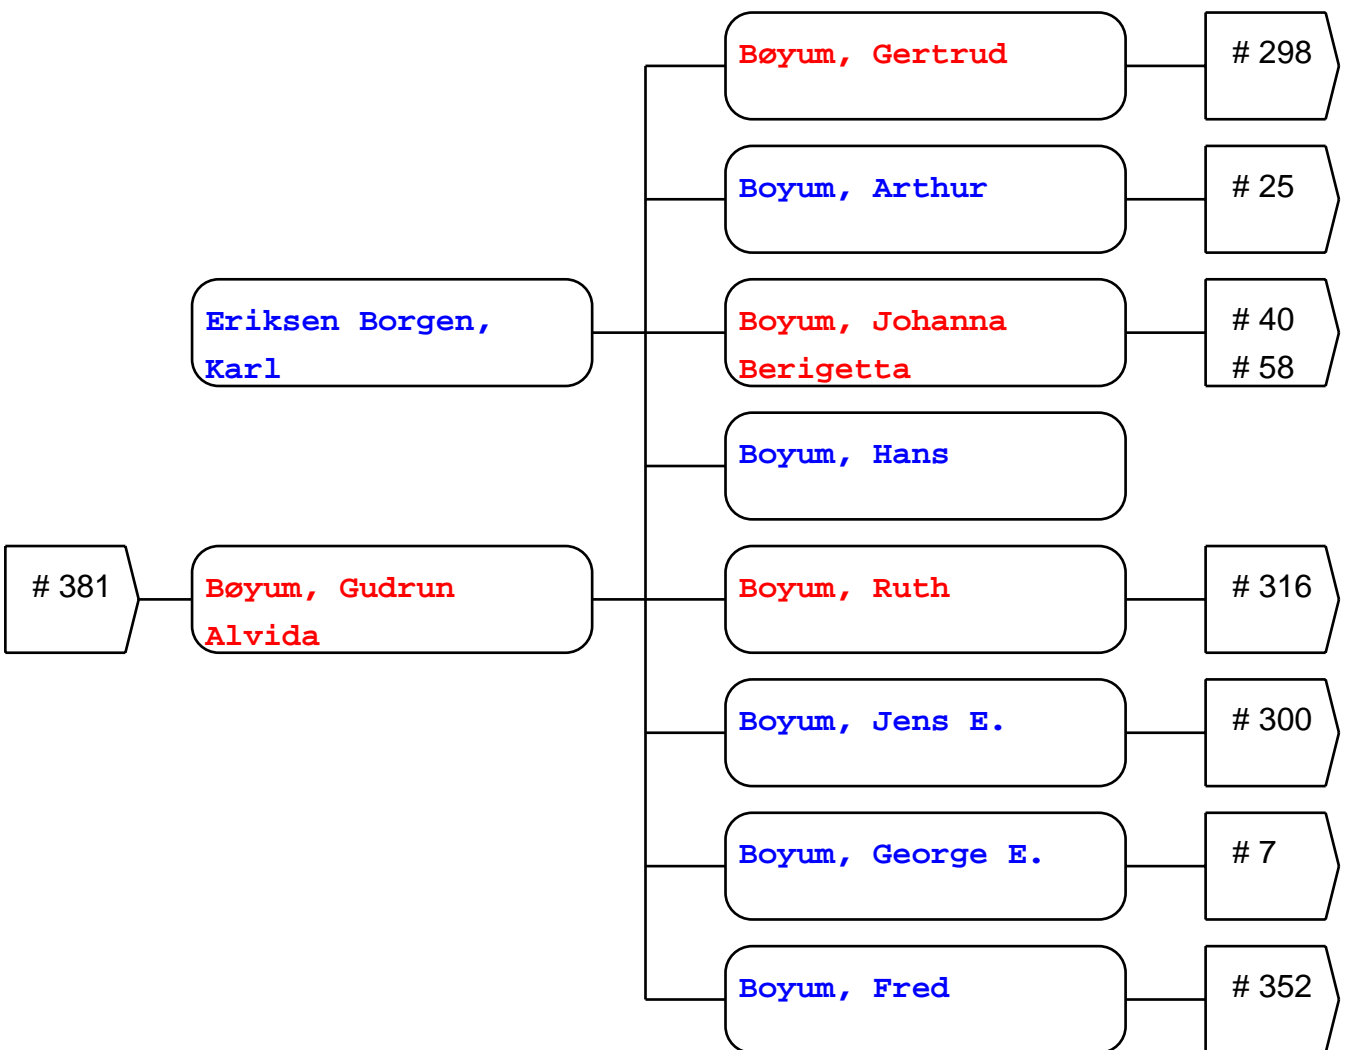 Bøyum, Gertrud
# 298
Boyum, Arthur
# 25
Eriksen Borgen,
Karl
Boyum, Johanna
Berigetta
# 40
# 58
Boyum, Hans
# 381
Bøyum, Gudrun
Alvida
Boyum, Ruth
# 316
Boyum, Jens E.
# 300
Boyum, George E.
# 7
Boyum, Fred
# 352